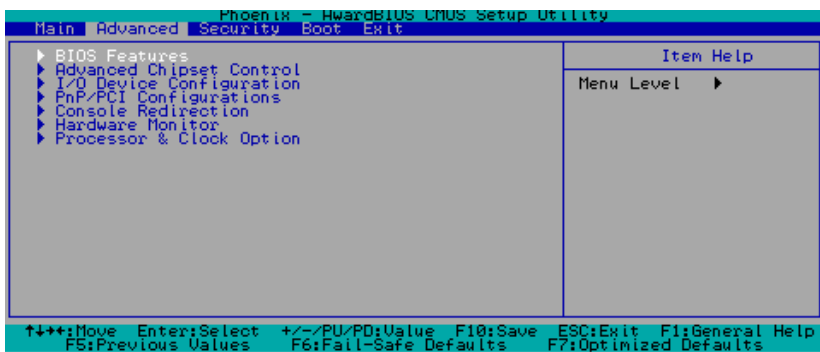 Phoenix - AwardBIOS CMOS Setup Utility
Main Advanced Security Boot Exit
BIOS Features
Advanced Chipset Control
I/O Device Configuration
PnP/PCI Configurations
Console Redirection
Hardware Monitor
Processor & Clock Option
Item Help
Menu Level ▶
↑↓→←:Move Enter:Select +/-/PU/PD:Value F10:Save ESC:Exit F1:General Help
F5:Previous Values F6:Fail-Safe Defaults F7:Optimized Defaults